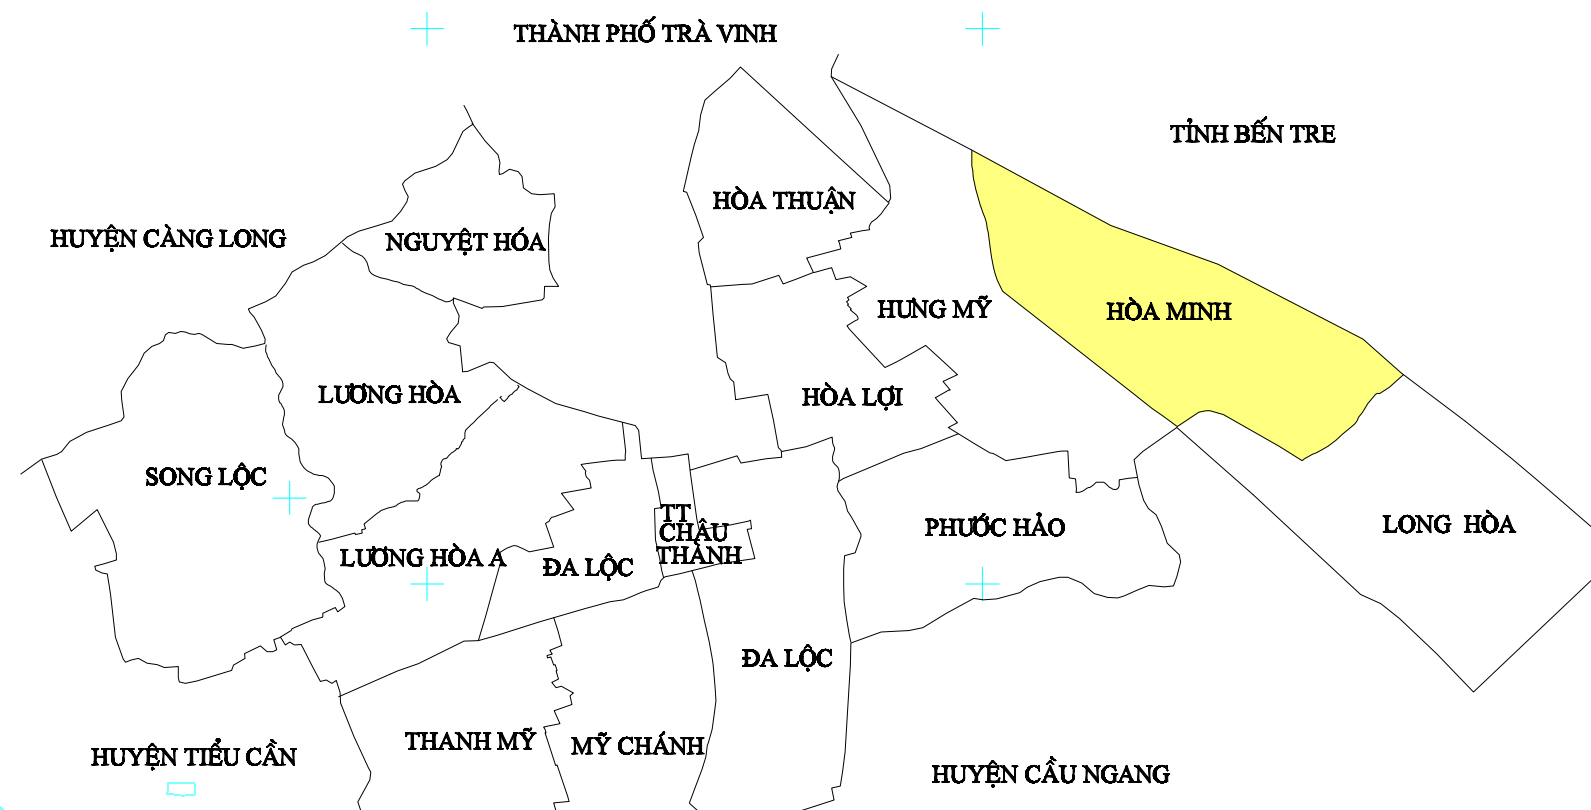 THÀNH PHỐ TRÀ VINH
TỈNH BẾN TRE
HÒA THUẬN
HUYỆN CÀNG LONG
NGUYỆT HÓA
HƯNG MỸ
HÒA MINH
LƯƠNG HÒA
HÒA LỢI
SONG LỘC
TT
CHÂU
THÀNH
PHƯỚC HẢO
LONG HÒA
LƯƠNG HÒA A
ĐA LỘC
ĐA LỘC
THANH MỸ
MỸ CHÁNH
HUYỆN TIỂU CẦN
HUYỆN CẦU NGANG